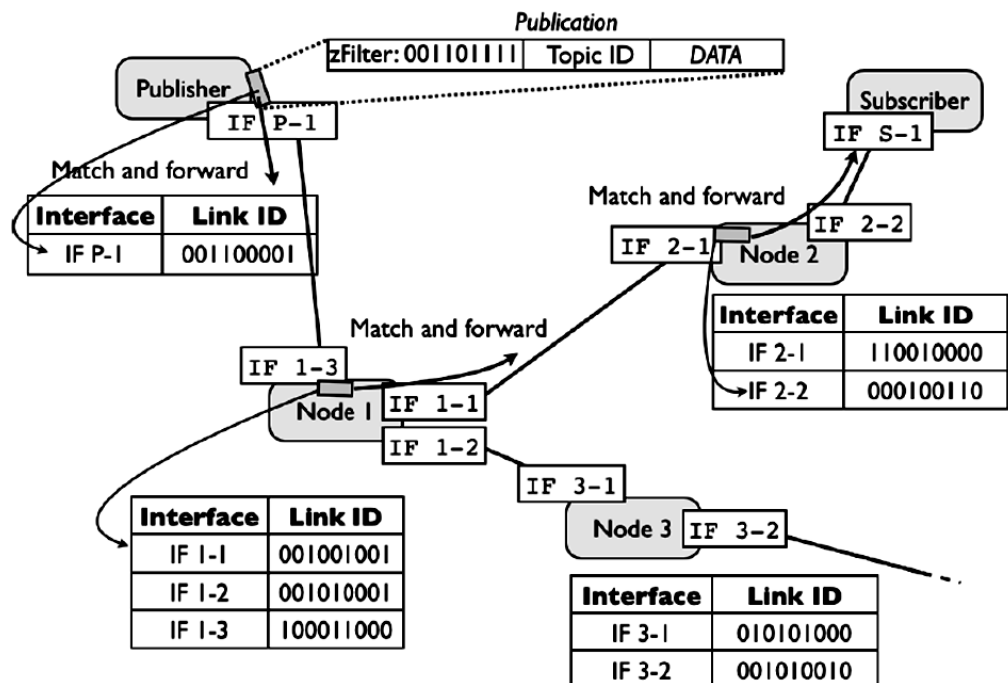 Publication
zFilter: 001101111 Topic ID DATA
Publisher
IF P-1
Subscriber
IF S-1
Match and forward
Interface Link ID
IF P-1 001100001
Match and forward
IF 2-1
IF 2-2
Node 2
Interface Link ID
IF 2-1 110010000
IF 2-2 000100110
Match and forward
IF 1-3
Node 1
IF 1-1
IF 1-2
IF 3-1
Node 3
IF 3-2
Interface Link ID
IF 1-1 001001001
IF 1-2 001010001
IF 1-3 100011000
Interface Link ID
IF 3-1 010101000
IF 3-2 001010010